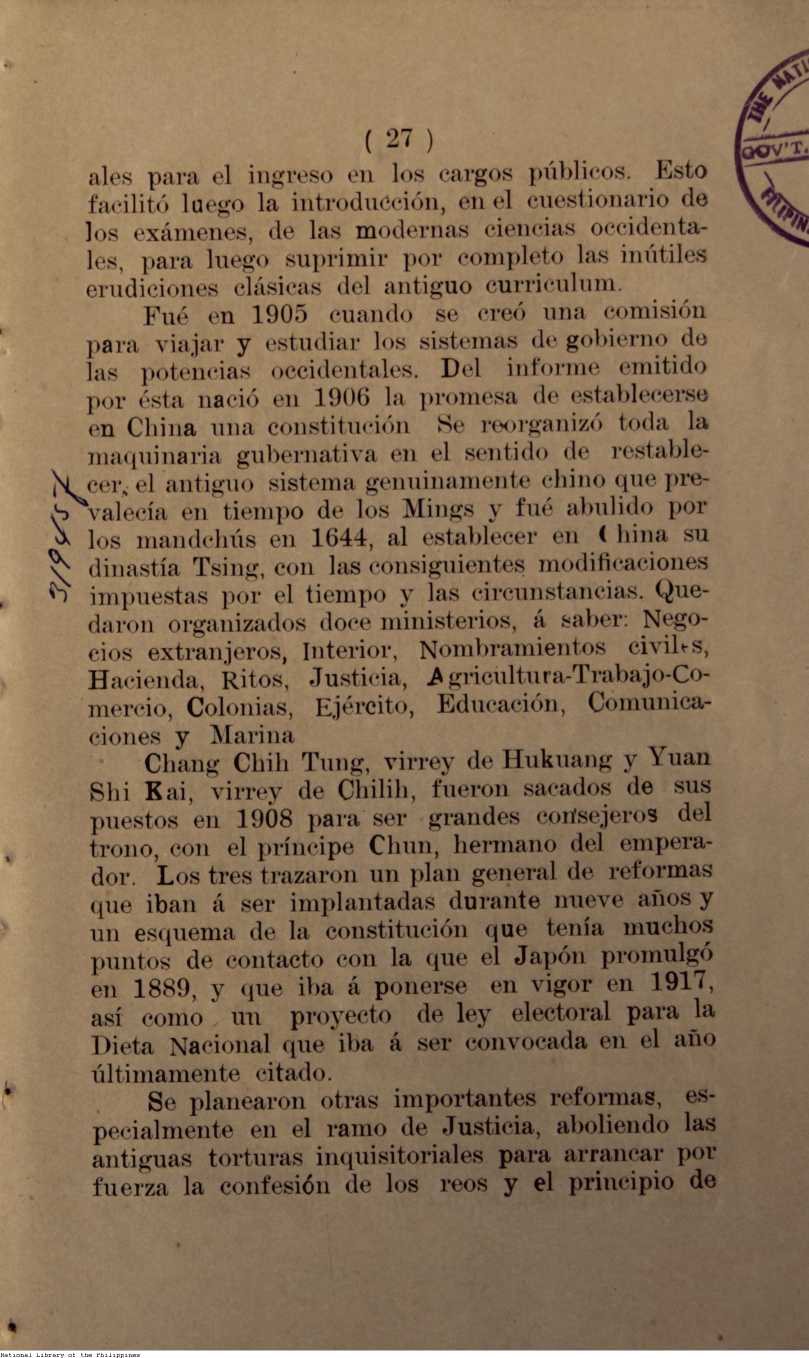 ( 27 )
ales para el ingreso en los cargos públicos. Esto
facilitó luego la introducción, en el cuestionario de
los exámenes, de las modernas ciencias occidenta-
les, para luego suprimir por completo las inútiles
erudiciones clásicas del antiguo curriculum.
Fué en 1905 cuando se creó una comisión
para viajar y estudiar los sistemas de gobierno de
las potencias occidentales. Del informe emitido
por ésta nació en 1906 la promesa de establecerse
en China una constitución Se reorganizó toda la
maquinaria gubernativa en el sentido de restable-
cer, el antiguo sistema genuinamente chino que pre-
valecía en tiempo de los Mings y fué abulido por
los mandchús en 1644, al establecer en China su
dinastía Tsing, con las consiguientes modificaciones
impuestas por el tiempo y las circunstancias. Que-
daron organizados doce ministerios, á saber: Nego-
cios extranjeros, Interior, Nombramientos civiles,
Hacienda, Ritos, Justicia, Agricultura-Trabajo-Co-
mercio, Colonias, Ejército, Educación, Comunica-
ciones y Marina
Chang Chih Tung, virrey de Hukuang y Yuan
Shi Kai, virrey de Chilih, fueron sacados de sus
puestos en 1908 para ser grandes consejeros del
trono, con el príncipe Chun, hermano del empera-
dor. Los tres trazaron un plan general de reformas
que iban á ser implantadas durante nueve años y
un esquema de la constitución que tenía muchos
puntos de contacto con la que el Japón promulgó
en 1889, y que iba á ponerse en vigor en 1917,
así como un proyecto de ley electoral para la
Dieta Nacional que iba á ser convocada en el año
últimamente citado.
Se planearon otras importantes reformas, es-
pecialmente en el ramo de Justicia, aboliendo las
antiguas torturas inquisitoriales para arrancar por
fuerza la confesión de los reos y el principio de
THE NATI
GOV'T.
PILIPIN
National Library of the Philippines